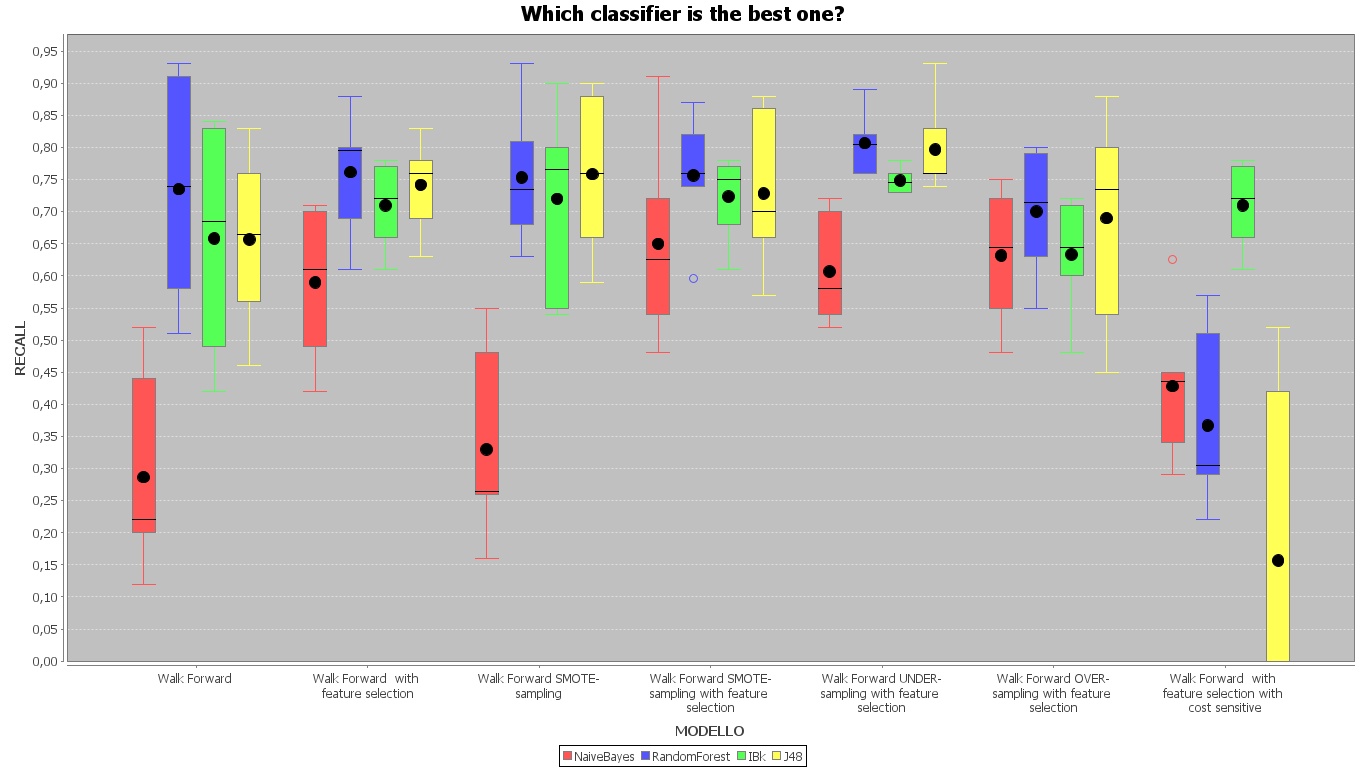 Which classifier is the best one?
0,95
0,90
0,85
0,80
0,75
0,70
0,65
0,60
0,55
0,50
0,45
0,40
0,35
0,30
0,25
0,20
0,15
0,10
0,05
0,00
RECALL
Walk Forward
Walk Forward with
feature selection
Walk Forward SMOTE-
sampling
Walk Forward SMOTE-
sampling with feature
selection
Walk Forward UNDER-
sampling with feature
selection
Walk Forward OVER-
sampling with feature
selection
Walk Forward with
feature selection with
cost sensitive
MODELLO
NaiveBayes RandomForest IBk J48